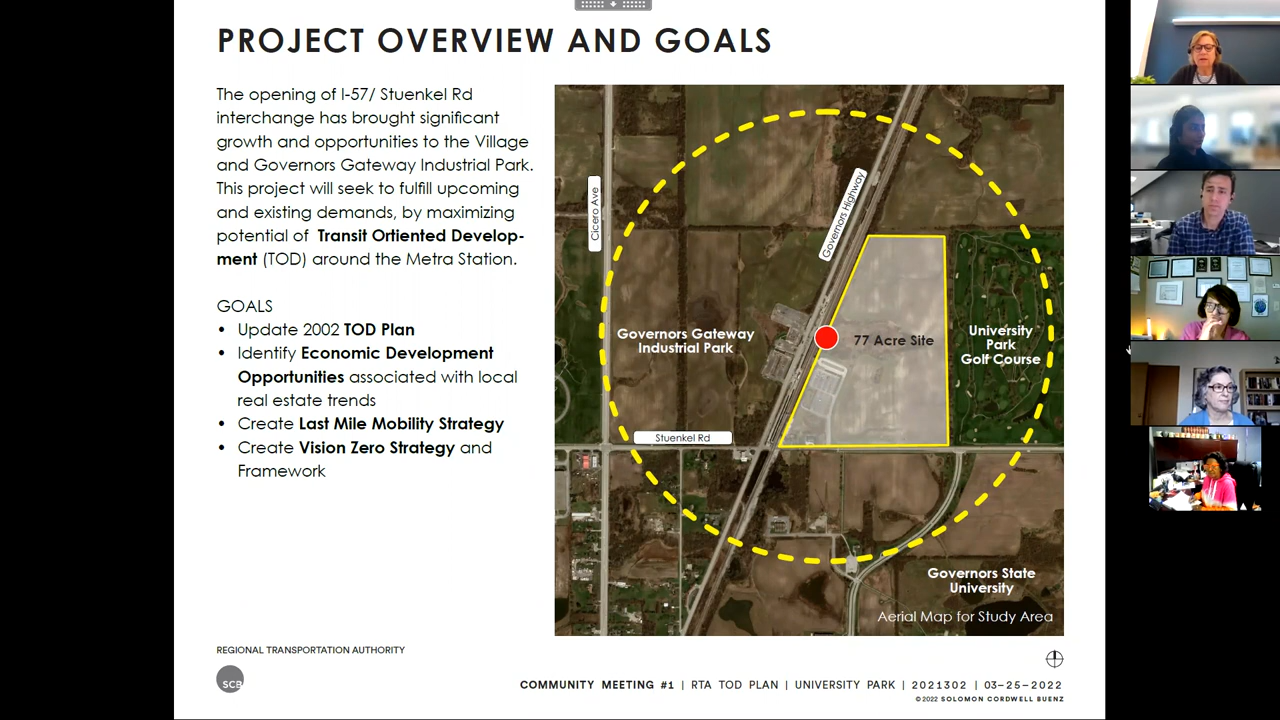 PROJECT OVERVIEW AND GOALS
The opening of I-57/ Stuenkel Rd
interchange has brought significant
growth and opportunities to the Village
and Governors Gateway Industrial Park.
This project will seek to fulfill upcoming
and existing demands, by maximizing
potential of Transit Ortiented Develop-
ment (TOD) around the Metra Station.
GOALS
• Update 2002 TOD Plan
• Identify Economic Development
Opportunities associated with local
real estate trends
• Create Last Mile Mobility Strategy
• Create Vision Zero Strategy and
Framework
Cicero Ave
Governors Highway
Governors Gateway
Industrial Park
77 Acre Site
University
Park
Golf Course
Stuenkel Rd
Governors State
University
Aerial Map for Study Area
REGIONAL TRANSPORTATION AUTHORITY
SCB
COMMUNITY MEETING #1 | RTA TOD PLAN | UNIVERSITY PARK | 2021302 | 03-25-2022
©2022 SOLOMON CORDWELL BUENZ